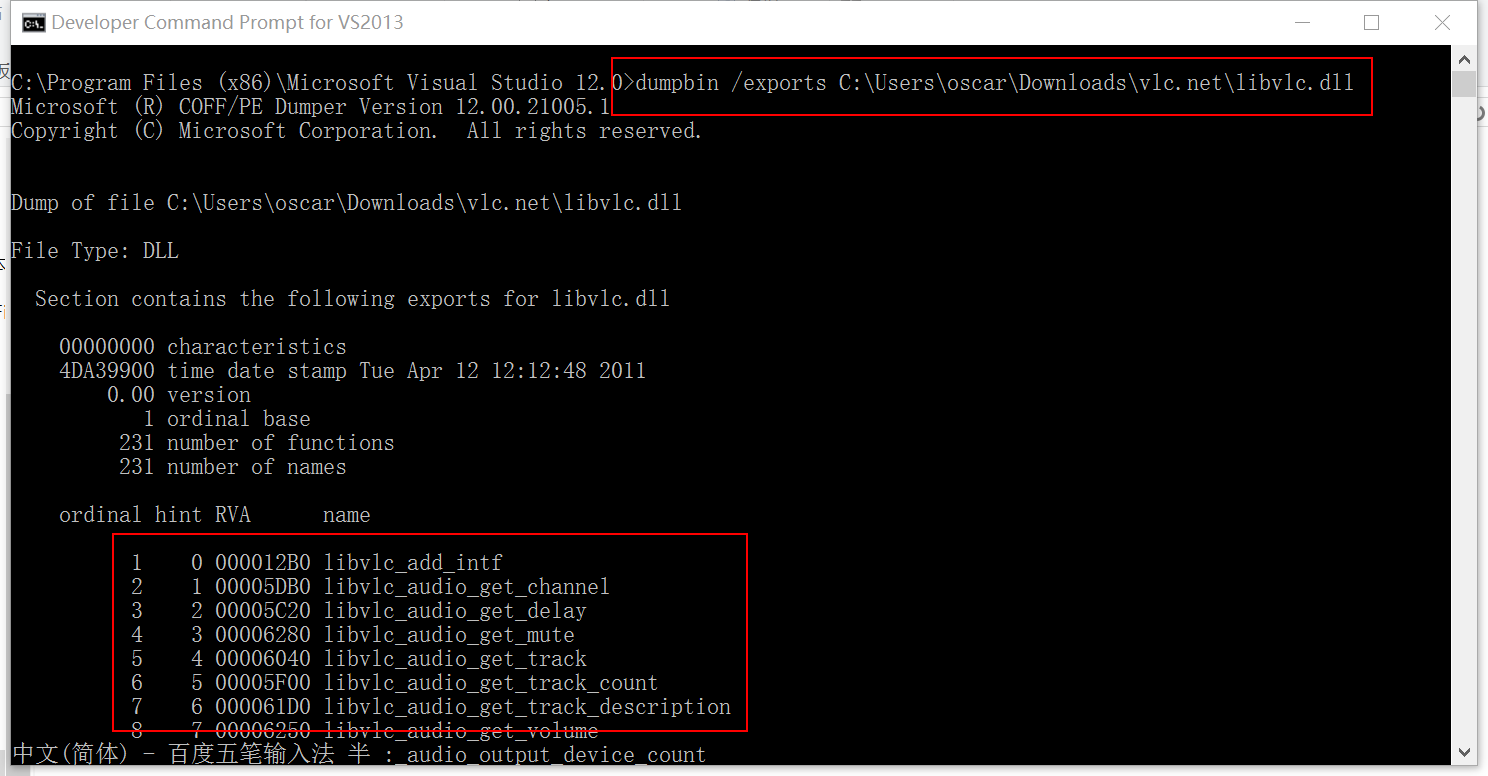 Developer Command Prompt for VS2013
C:\Program Files (x86)\Microsoft Visual Studio 12.0>dumpbin /exports C:\Users\oscar\Downloads\vlc.net\libvlc.dll
Microsoft (R) COFF/PE Dumper Version 12.00.21005.1
Copyright (C) Microsoft Corporation.  All rights reserved.
Dump of file C:\Users\oscar\Downloads\vlc.net\libvlc.dll
File Type: DLL
Section contains the following exports for libvlc.dll
00000000 characteristics
4DA39900 time date stamp Tue Apr 12 12:12:48 2011
0.00 version
1 ordinal base
231 number of functions
231 number of names
ordinal hint RVA      name
1    0 000012B0 libvlc_add_intf
2    1 00005DB0 libvlc_audio_get_channel
3    2 00005C20 libvlc_audio_get_delay
4    3 00006280 libvlc_audio_get_mute
5    4 00006040 libvlc_audio_get_track
6    5 00005F00 libvlc_audio_get_track_count
7    6 000061D0 libvlc_audio_get_track_description
8    7 00006250 libvlc_audio_get_volume
中文(简体) - 百度五笔输入法 半 :_audio_output_device_count